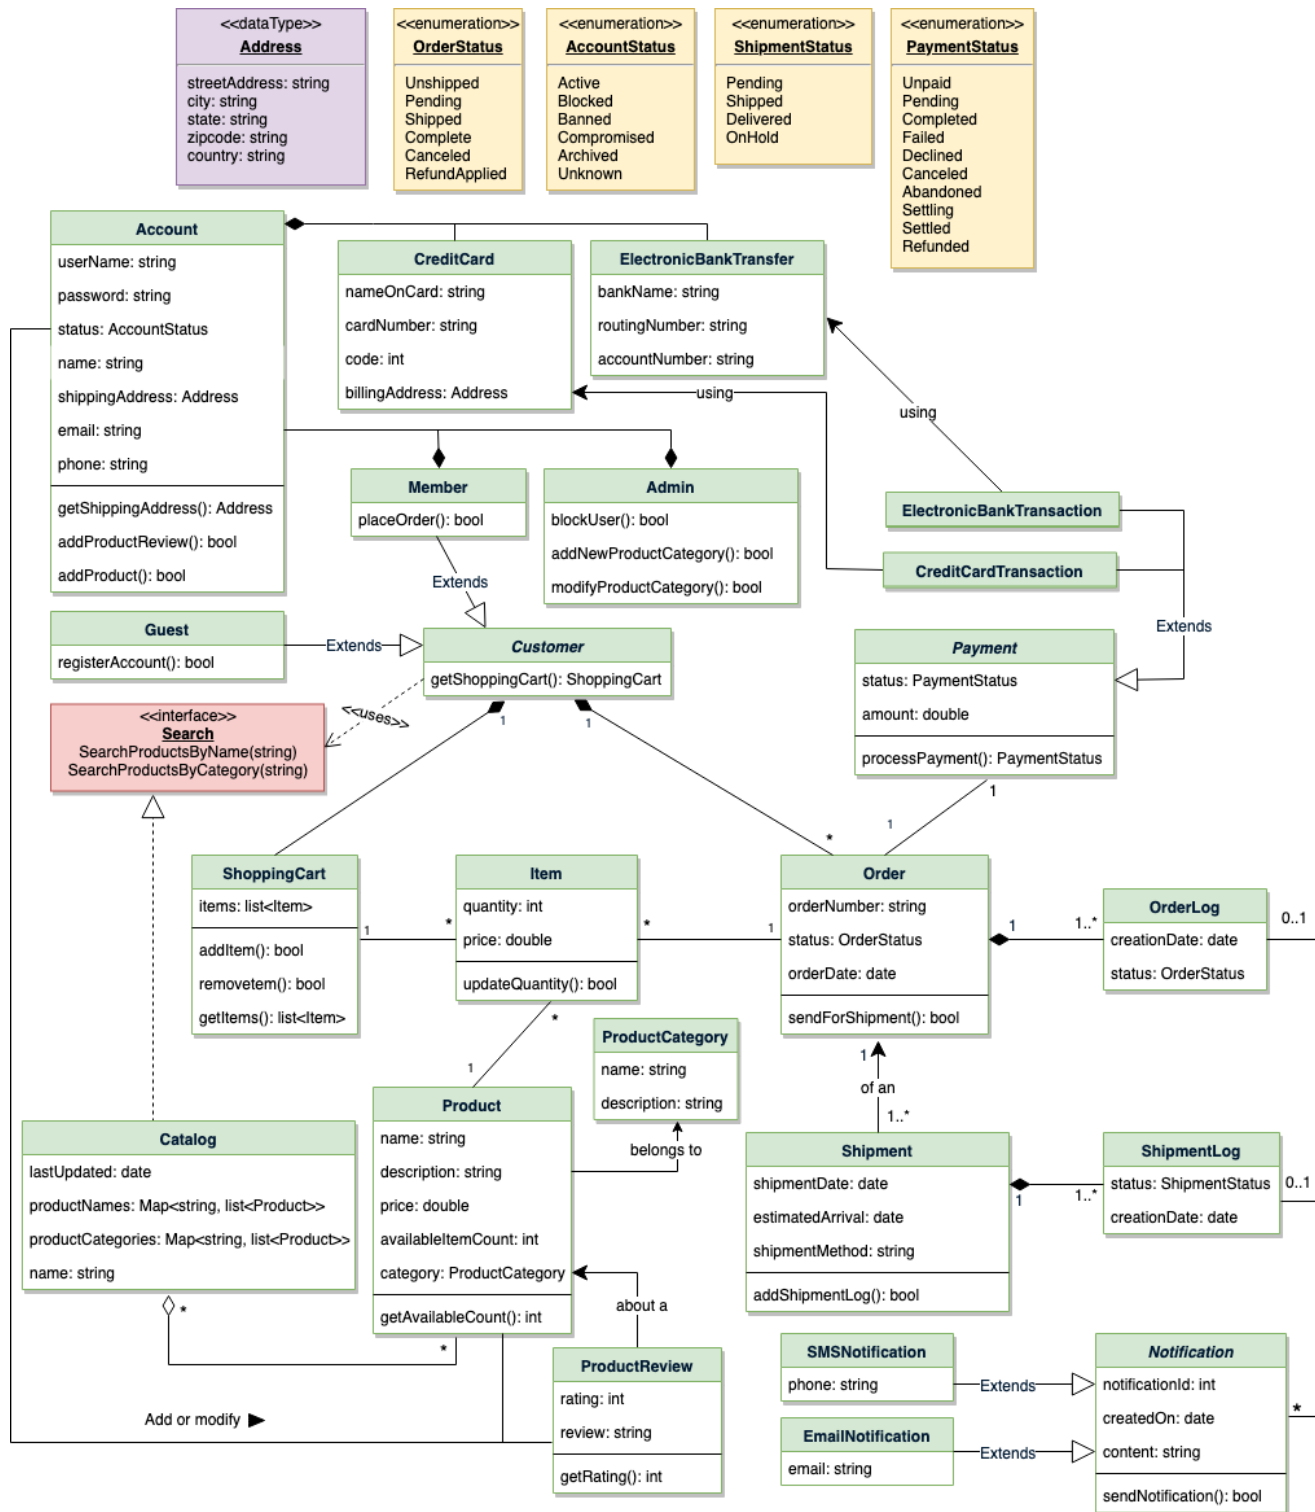 <<dataType>>
Address
streetAddress: string
city: string
state: string
zipcode: string
country: string
<<enumeration>>
OrderStatus
Unshipped
Pending
Shipped
Complete
Canceled
RefundApplied
<<enumeration>>
AccountStatus
Active
Blocked
Banned
Compromised
Archived
Unknown
<<enumeration>>
ShipmentStatus
Pending
Shipped
Delivered
OnHold
<<enumeration>>
PaymentStatus
Unpaid
Pending
Completed
Failed
Declined
Canceled
Abandoned
Settling
Settled
Refunded
Account
userName: string
password: string
status: AccountStatus
name: string
shippingAddress: Address
email: string
phone: string
getShippingAddress(): Address
addProductReview(): bool
addProduct(): bool
CreditCard
nameOnCard: string
cardNumber: string
code: int
billingAddress: Address
ElectronicBankTransfer
bankName: string
routingNumber: string
accountNumber: string
using
using
Member
placeOrder(): bool
Admin
blockUser(): bool
addNewProductCategory(): bool
modifyProductCategory(): bool
ElectronicBankTransaction
CreditCardTransaction
Extends
Extends
Guest
registerAccount(): bool
Extends
Customer
getShoppingCart(): ShoppingCart
Payment
status: PaymentStatus
amount: double
processPayment(): PaymentStatus
<<uses>>
<<interface>>
Search
SearchProductsByName(string)
SearchProductsByCategory(string)
1
1
1
1
*
ShoppingCart
items: list<Item>
addItem(): bool
removetem(): bool
getItems(): list<Item>
1
*
Item
quantity: int
price: double
updateQuantity(): bool
*
1
Order
orderNumber: string
status: OrderStatus
orderDate: date
sendForShipment(): bool
1
1..*
OrderLog
creationDate: date
status: OrderStatus
0..1
*
1
ProductCategory
name: string
description: string
belongs to
1
of an
1..*
Product
name: string
description: string
price: double
availableItemCount: int
category: ProductCategory
getAvailableCount(): int
Catalog
lastUpdated: date
productNames: Map<string, list<Product>>
productCategories: Map<string, list<Product>>
name: string
*
*
about a
Shipment
shipmentDate: date
estimatedArrival: date
shipmentMethod: string
addShipmentLog(): bool
1
1..*
ShipmentLog
status: ShipmentStatus
creationDate: date
0..1
ProductReview
rating: int
review: string
getRating(): int
Add or modify
SMSNotification
phone: string
Extends
EmailNotification
email: string
Extends
Notification
notificationId: int
createdOn: date
content: string
sendNotification(): bool
*